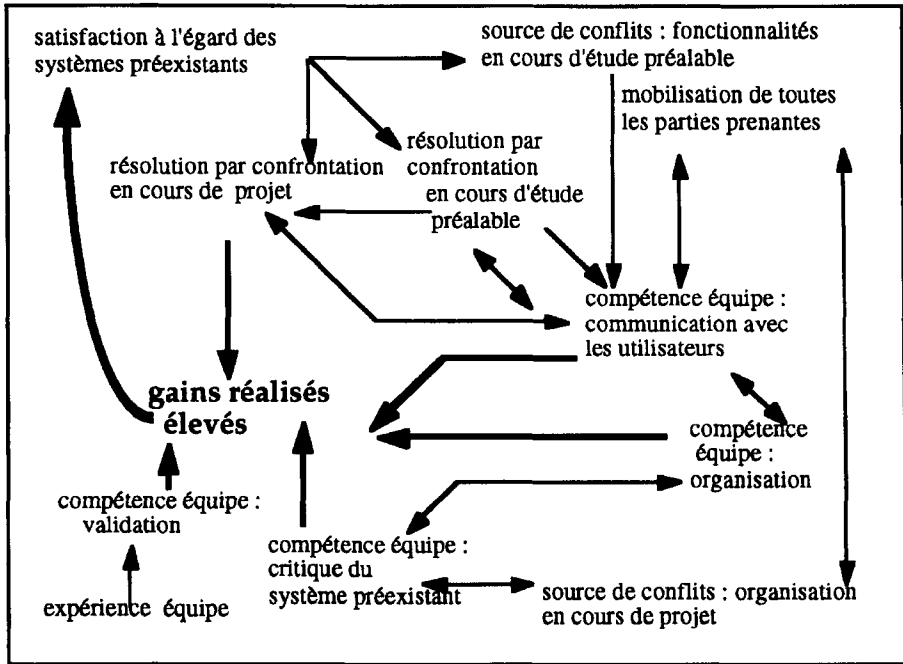 satisfaction à l'égard des
systèmes préexistants
source de conflits : fonctionnalités
en cours d'étude préalable
mobilisation de toutes
les parties prenantes
résolution par confrontation
en cours de projet
résolution par
confrontation
en cours d'étude
préalable
compétence équipe :
communication avec
les utilisateurs
gains réalisés
élevés
compétence
équipe :
organisation
compétence équipe :
validation
compétence équipe :
critique du
système préexistant
expérience équipe
source de conflits : organisation
en cours de projet